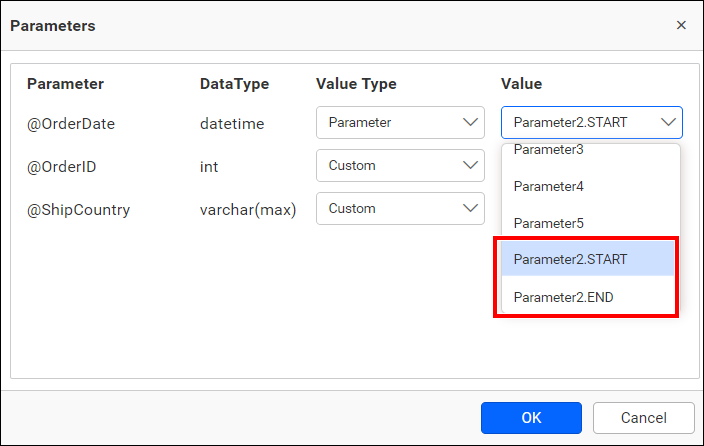 Parameters ×
Parameter DataType Value Type Value
@OrderDate datetime Parameter Parameter2.START
Parameter3
@OrderID int Custom
Parameter4
@ShipCountry varchar(max) Custom
Parameter5
Parameter2.START
Parameter2.END
OK Cancel